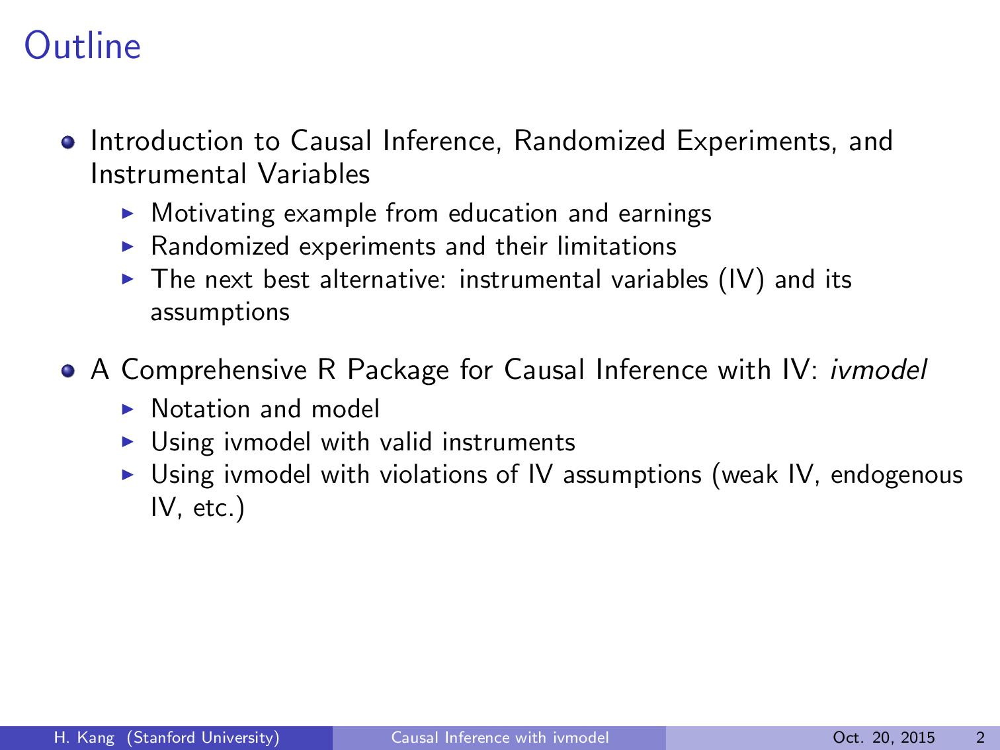 Outline
Introduction to Causal Inference, Randomized Experiments, and
Instrumental Variables
Motivating example from education and earnings
Randomized experiments and their limitations
The next best alternative: instrumental variables (IV) and its
assumptions
A Comprehensive R Package for Causal Inference with IV: ivmodel
Notation and model
Using ivmodel with valid instruments
Using ivmodel with violations of IV assumptions (weak IV, endogenous
IV, etc.)
H. Kang (Stanford University) Causal Inference with ivmodel Oct. 20, 2015 2